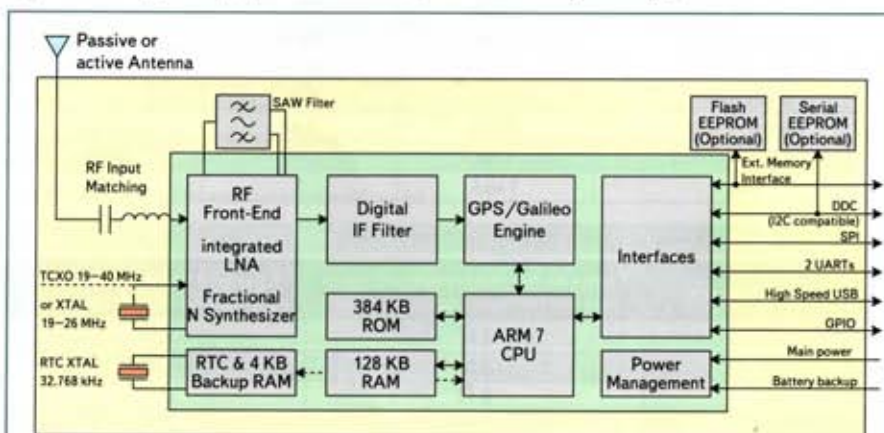 Passive or
active Antenna
SAW Filter
Flash
EEPROM
(Optional)
Serial
EEPROM
(Optional)
RF Input
Matching
Ext. Memory
Interface
RF
Front-End
integrated
LNA
Fractional
N Synthesizer
Digital
IF Filter
GPS/Galileo
Engine
Interfaces
DDC
(I2C compatible)
SPI
2 UARTs
High Speed USB
GPIO
TCXO 19–40 MHz
or XTAL
19–26 MHz
384 KB
ROM
ARM 7
CPU
RTC XTAL
32.768 kHz
RTC & 4 KB
Backup RAM
128 KB
RAM
Power
Management
Main power
Battery backup